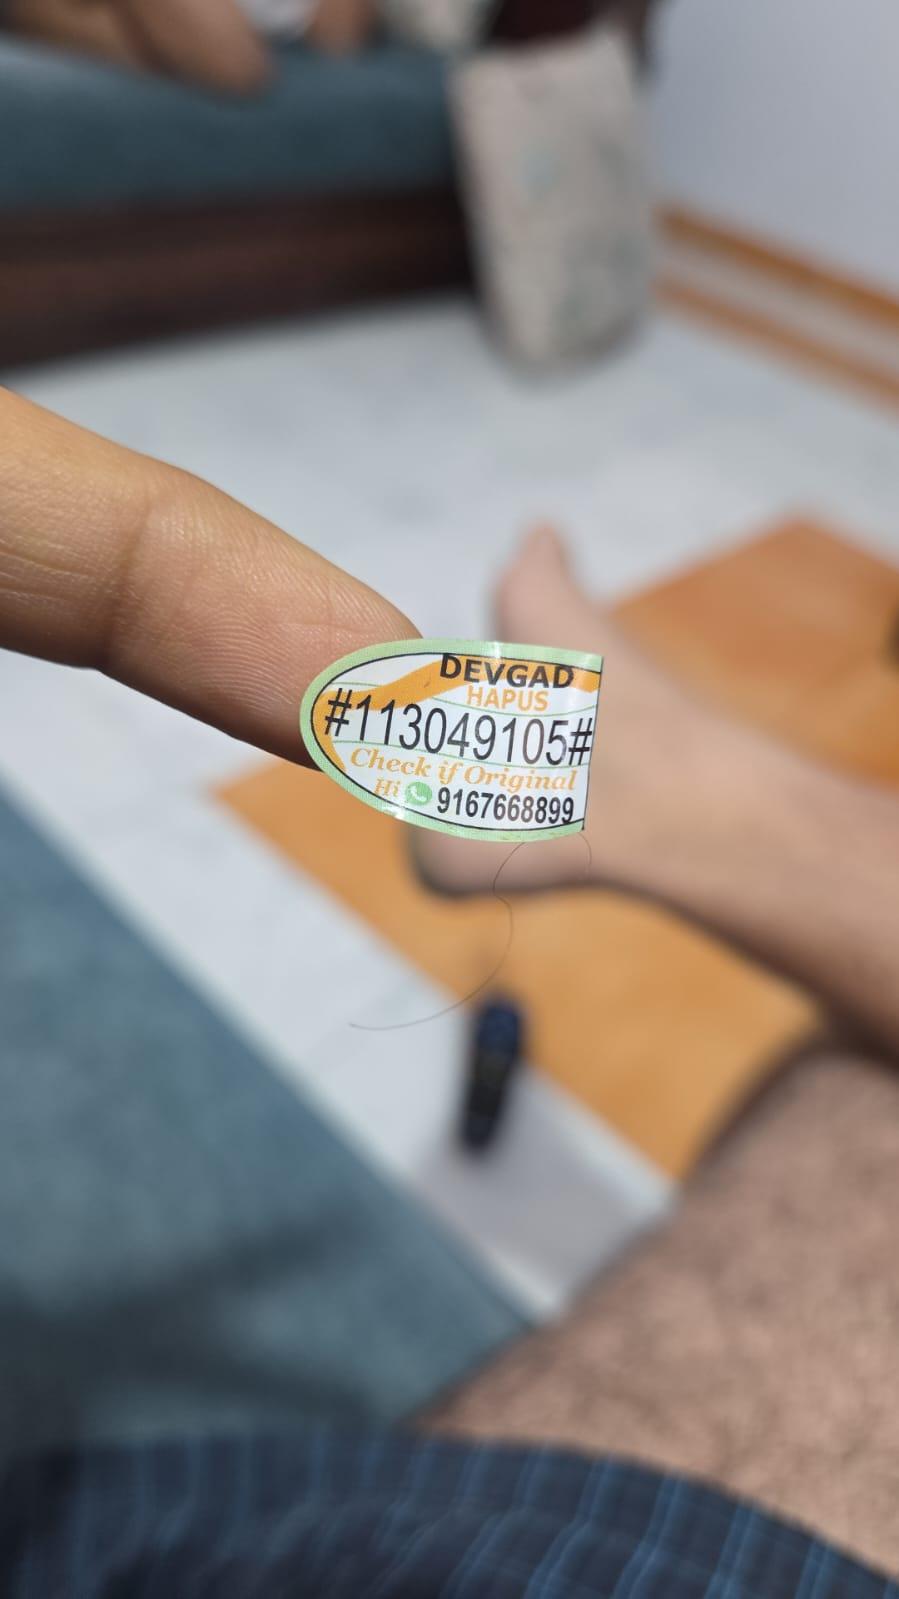 DEVGAD
HAPUS
#113049105#
Check if Original
Hi 9167668899